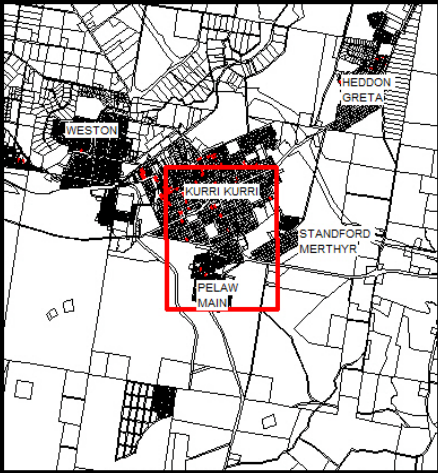 HEDDON
GRETA
WESTON
KURRI KURRI
STANDFORD
MERTHYR
PELAW
MAIN